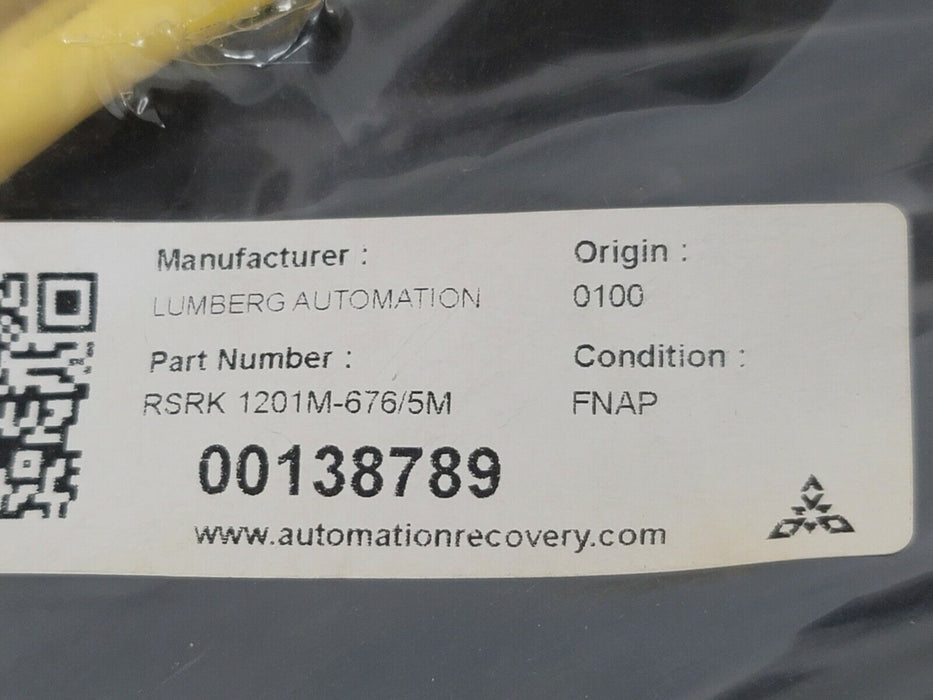 Manufacturer :
LUMBERG AUTOMATION
Part Number :
RSRK 1201M-676/5M
Origin :
0100
Condition :
FNAP
00138789
www.automationrecovery.com